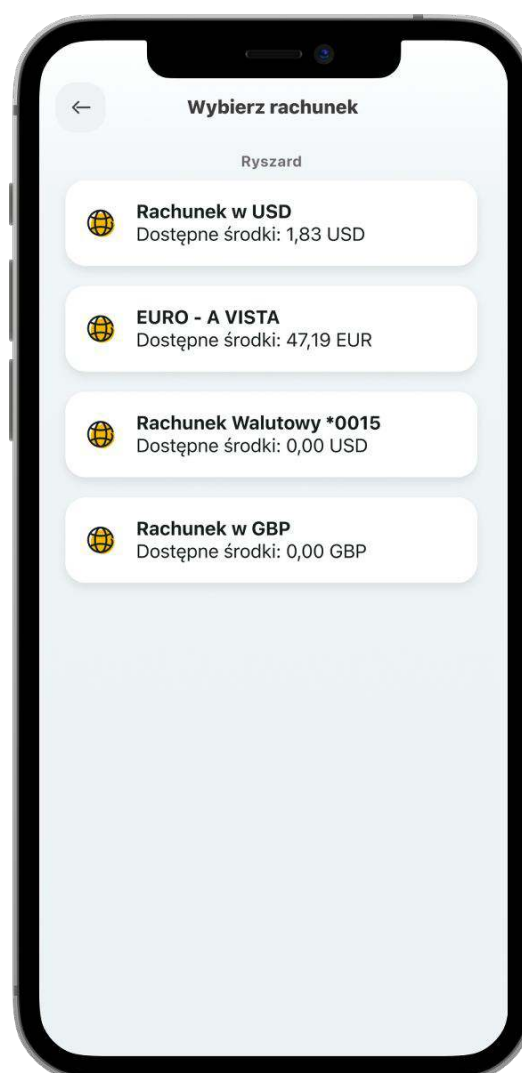 Wybierz rachunek
Ryszard
Rachunek w USD
Dostępne środki: 1,83 USD
EURO - A VISTA
Dostępne środki: 47,19 EUR
Rachunek Walutowy *0015
Dostępne środki: 0,00 USD
Rachunek w GBP
Dostępne środki: 0,00 GBP